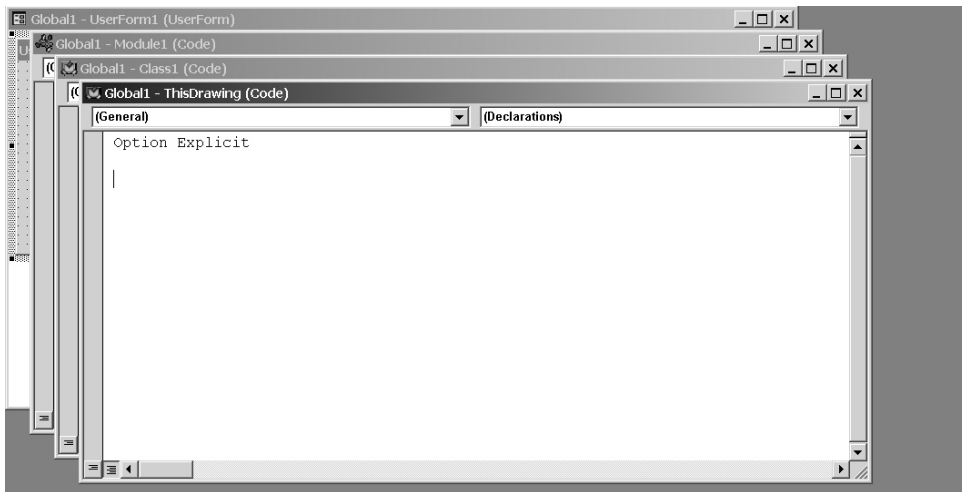 Global1 - UserForm1 (UserForm)
Global1 - Module1 (Code)
Global1 - Class1 (Code)
Global1 - ThisDrawing (Code)
(General) (Declarations)
Option Explicit